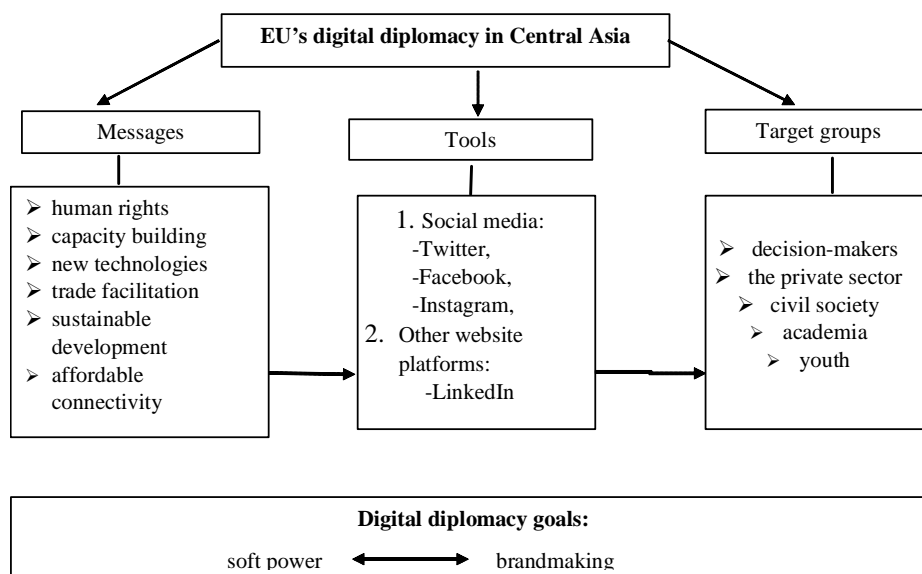 EU's digital diplomacy in Central Asia
Messages
Tools
Target groups
➢ human rights
➢ capacity building
➢ new technologies
➢ trade facilitation
➢ sustainable
development
➢ affordable
connectivity
1. Social media:
-Twitter,
-Facebook,
-Instagram,
2. Other website
platforms:
-LinkedIn
➢ decision-makers
➢ the private sector
➢ civil society
➢ academia
➢ youth
Digital diplomacy goals:
soft power brandmaking